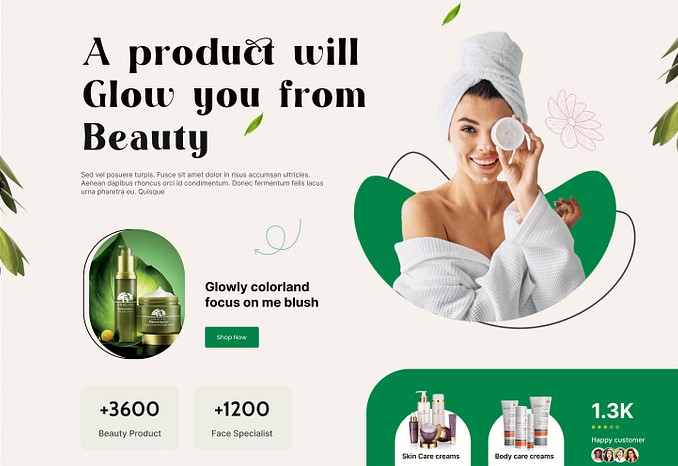 A product will
Glow you from
Beauty
Sed vel posuere turpis. Fusce sit amet dolor in risus accumsan ultricies.
Aenean dapibus rhoncus orci id condimentum. Donec fermentum felis lacus
urna pharetra eu. Quisque
Glowly colorland
focus on me blush
Shop Now
+3600
Beauty Product
+1200
Face Specialist
Skin Care creams
Body care creams
1.3K
Happy customer